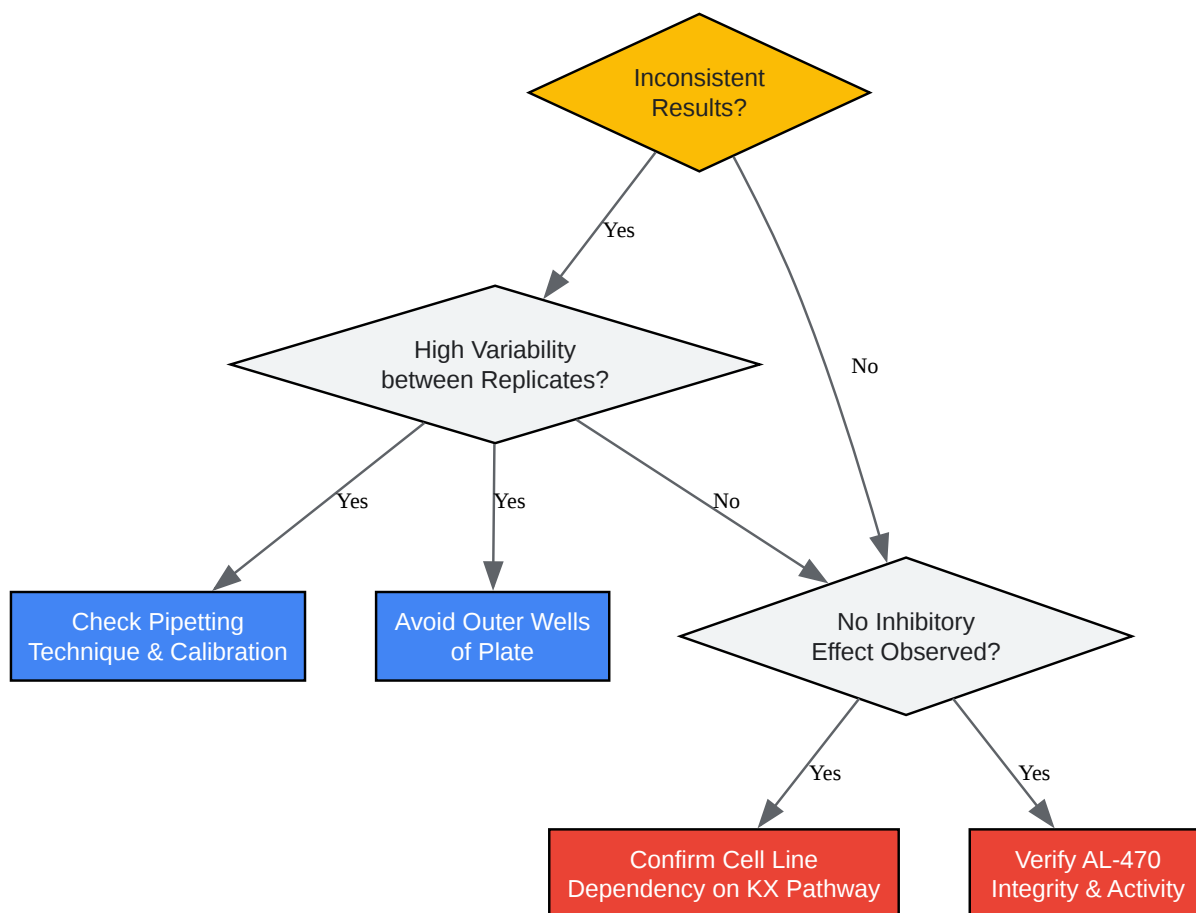 Inconsistent
Results?
Yes
No
High Variability
between Replicates?
Yes
Yes
No
Check Pipetting
Technique & Calibration
Avoid Outer Wells
of Plate
No Inhibitory
Effect Observed?
Yes
Yes
Confirm Cell Line
Dependency on KX Pathway
Verify AL-470
Integrity & Activity